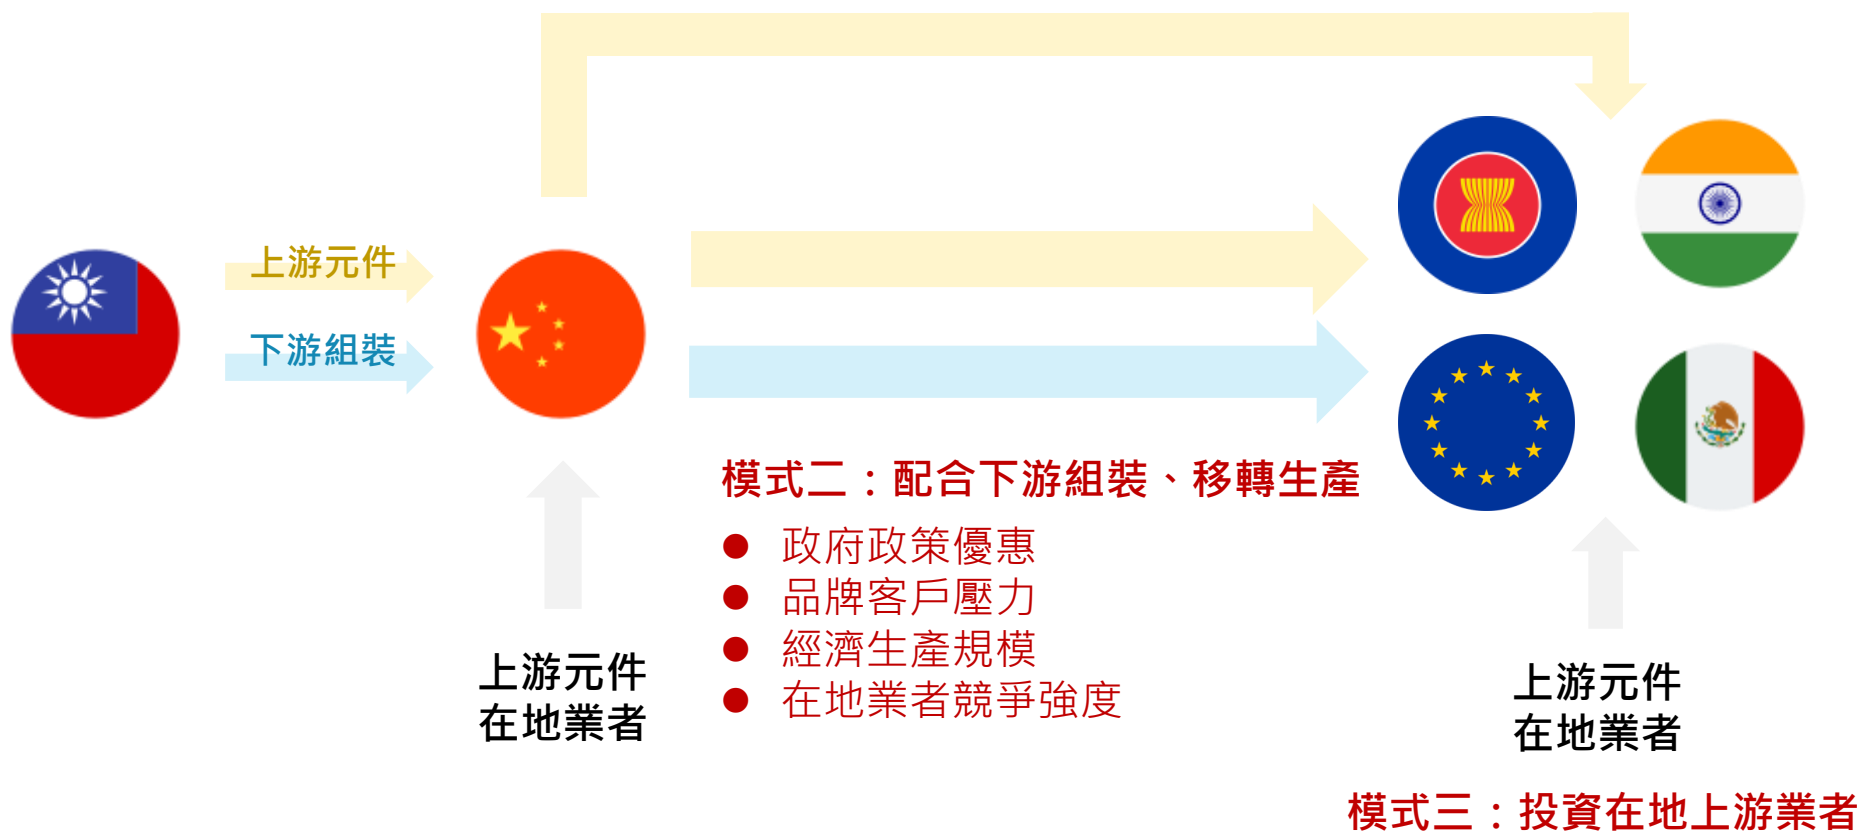 上游元件
下游組裝
模式二：配合下游組裝、移轉生產
● 政府政策優惠
● 品牌客戶壓力
● 經濟生產規模
● 在地業者競爭強度
上游元件
在地業者
上游元件
在地業者
模式三：投資在地上游業者